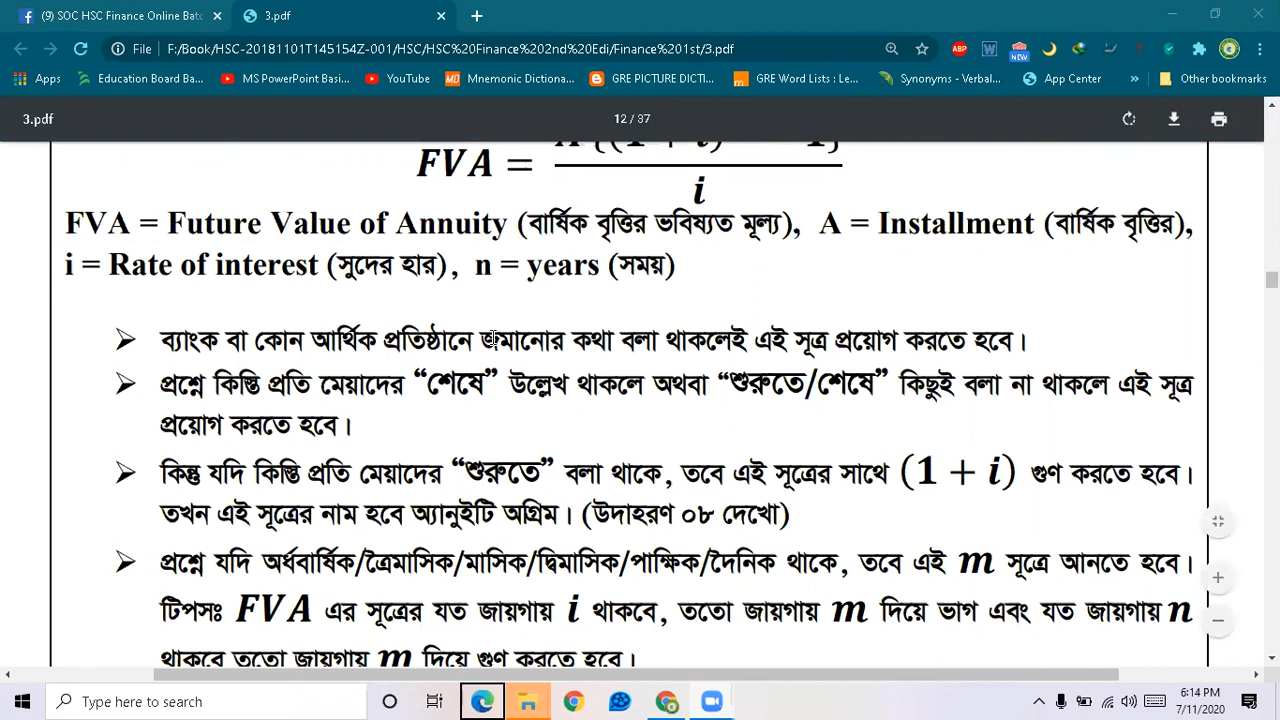 (9) SOC HSC Finance Online Batc
3.pdf
File
F:/Book/HSC-20181101T145154Z-001/HSC/HSC%20Finance%202nd%20Edi/Finance%201st/3.pdf
ABP
NEW
Apps
Education Board Ba...
MS PowerPoint Basi...
YouTube
Mnemonic Dictiona...
GRE PICTURE DICTI...
GRE Word Lists : Le...
Synonyms - Verbal...
App Center
»
Other bookmarks
3.pdf
12 / 37
FVA =
i
FVA = Future Value of Annuity (বার্ষিক বৃত্তির ভবিষ্যত মূল্য), A = Installment (বার্ষিক বৃত্তির),
i = Rate of interest (সুদের হার), n = years (সময়)
➢ ব্যাংক বা কোন আর্থিক প্রতিষ্ঠানে জমানোর কথা বলা থাকলেই এই সূত্র প্রয়োগ করতে হবে।
➢ প্রশ্নে কিস্তি প্রতি মেয়াদের “শেষে” উল্লেখ থাকলে অথবা “শুরুতে/শেষে” কিছুই বলা না থাকলে এই সূত্র
প্রয়োগ করতে হবে।
➢ কিন্তু যদি কিস্তি প্রতি মেয়াদের “শুরুতে” বলা থাকে, তবে এই সূত্রের সাথে (1 + i) গুণ করতে হবে।
তখন এই সূত্রের নাম হবে অ্যানুইটি অগ্রিম। (উদাহরণ ০৮ দেখো)
➢ প্রশ্নে যদি অর্ধবার্ষিক/ত্রৈমাসিক/মাসিক/দ্বিমাসিক/পাক্ষিক/দৈনিক থাকে, তবে এই m সূত্রে আনতে হবে।
টিপসঃ FVA এর সূত্রের যত জায়গায় i থাকবে, ততো জায়গায় m দিয়ে ভাগ এবং যত জায়গায় n
থাকবে ততো জায়গায় m দিয়ে গুণ করতে হবে।
Type here to search
6:14 PM
7/11/2020